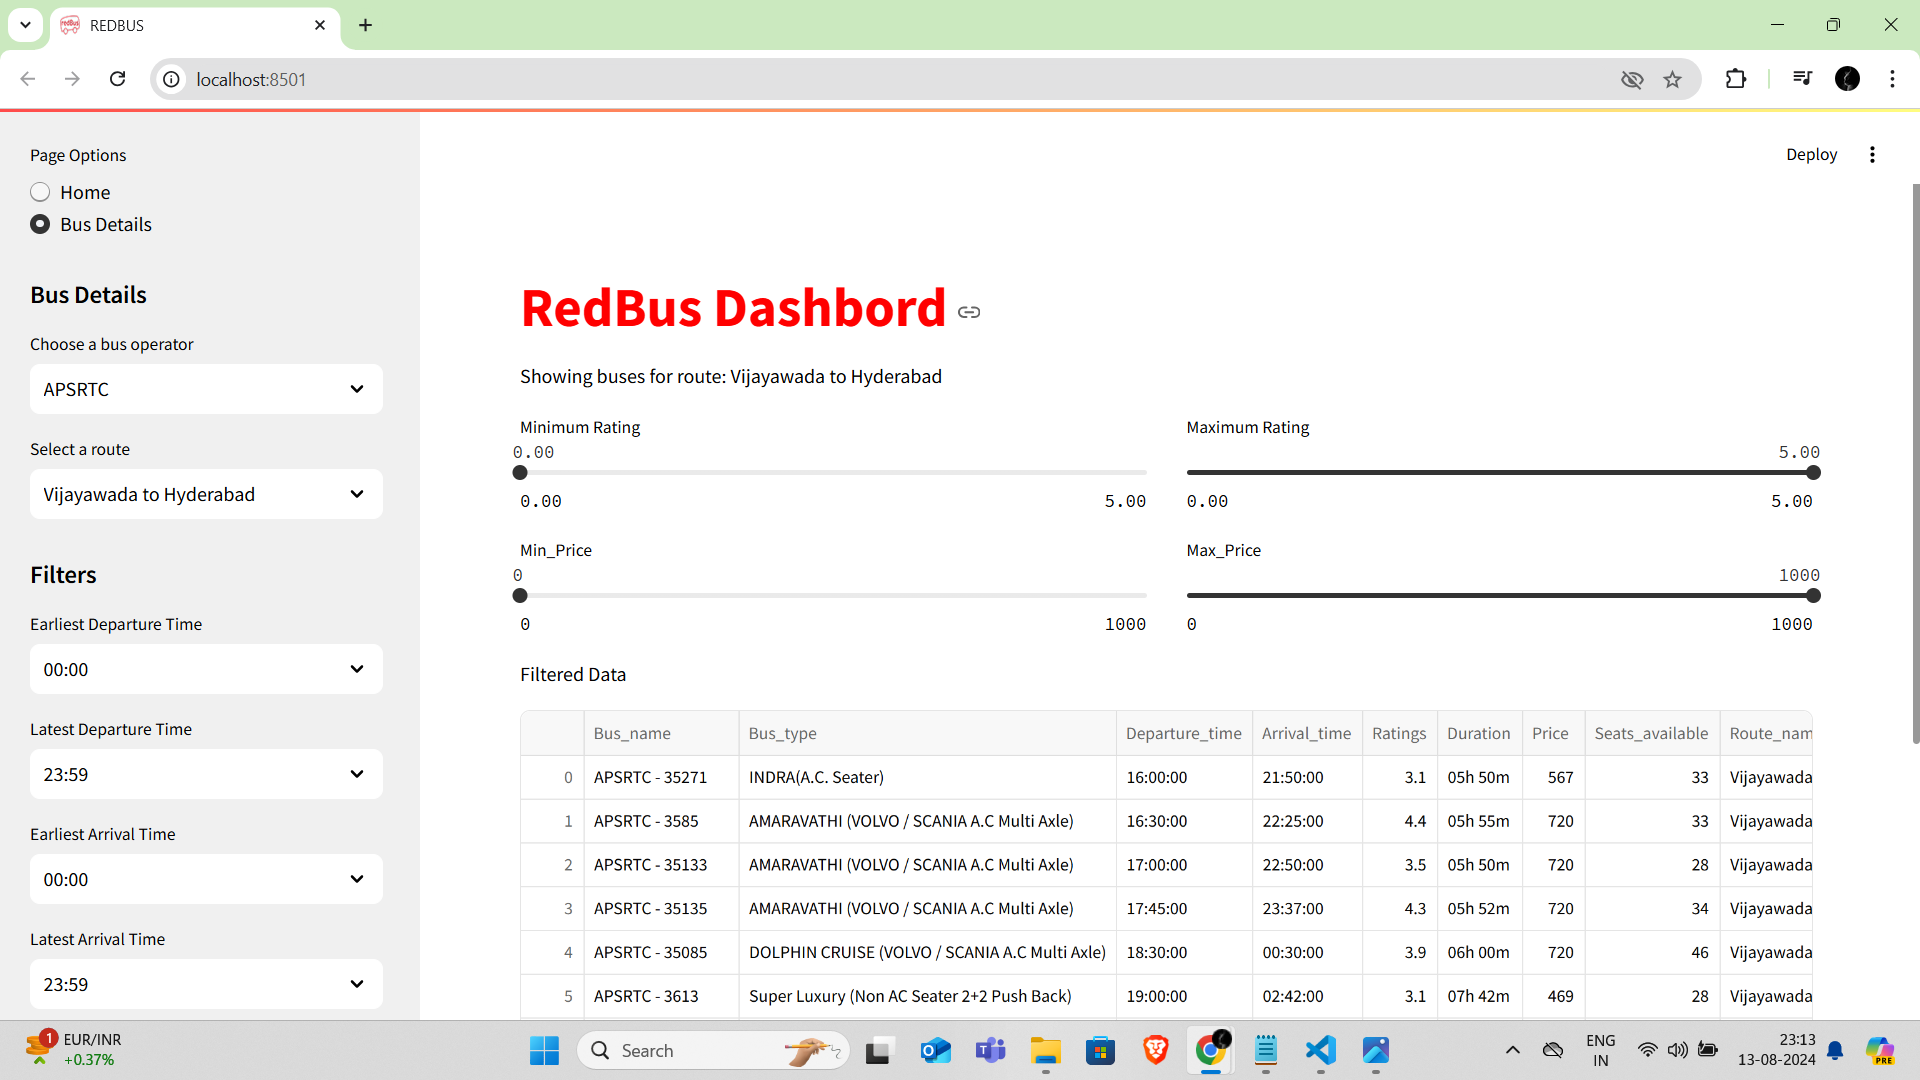 REDBUS
localhost:8501
Deploy
Page Options
Home
Bus Details
Bus Details
Choose a bus operator
APSRTC
Select a route
Vijayawada to Hyderabad
Filters
Earliest Departure Time
00:00
Latest Departure Time
23:59
Earliest Arrival Time
00:00
Latest Arrival Time
23:59
RedBus Dashbord
Showing buses for route: Vijayawada to Hyderabad
Minimum Rating Maximum Rating
0.00 5.00
0.00 5.00 0.00 5.00
Min_Price Max_Price
0 1000
0 1000 0 1000
Filtered Data
Bus_name Bus_type Departure_time Arrival_time Ratings Duration Price Seats_available Route_nam
0 APSRTC - 35271 INDRA(A.C. Seater) 16:00:00 21:50:00 3.1 05h 50m 567 33 Vijayawada
1 APSRTC - 3585 AMARAVATHI (VOLVO / SCANIA A.C Multi Axle) 16:30:00 22:25:00 4.4 05h 55m 720 33 Vijayawada
2 APSRTC - 35133 AMARAVATHI (VOLVO / SCANIA A.C Multi Axle) 17:00:00 22:50:00 3.5 05h 50m 720 28 Vijayawada
3 APSRTC - 35135 AMARAVATHI (VOLVO / SCANIA A.C Multi Axle) 17:45:00 23:37:00 4.3 05h 52m 720 34 Vijayawada
4 APSRTC - 35085 DOLPHIN CRUISE (VOLVO / SCANIA A.C Multi Axle) 18:30:00 00:30:00 3.9 06h 00m 720 46 Vijayawada
5 APSRTC - 3613 Super Luxury (Non AC Seater 2+2 Push Back) 19:00:00 02:42:00 3.1 07h 42m 469 28 Vijayawada
1
EUR/INR
+0.37%
Search
ENG
IN
23:13
13-08-2024
PRE